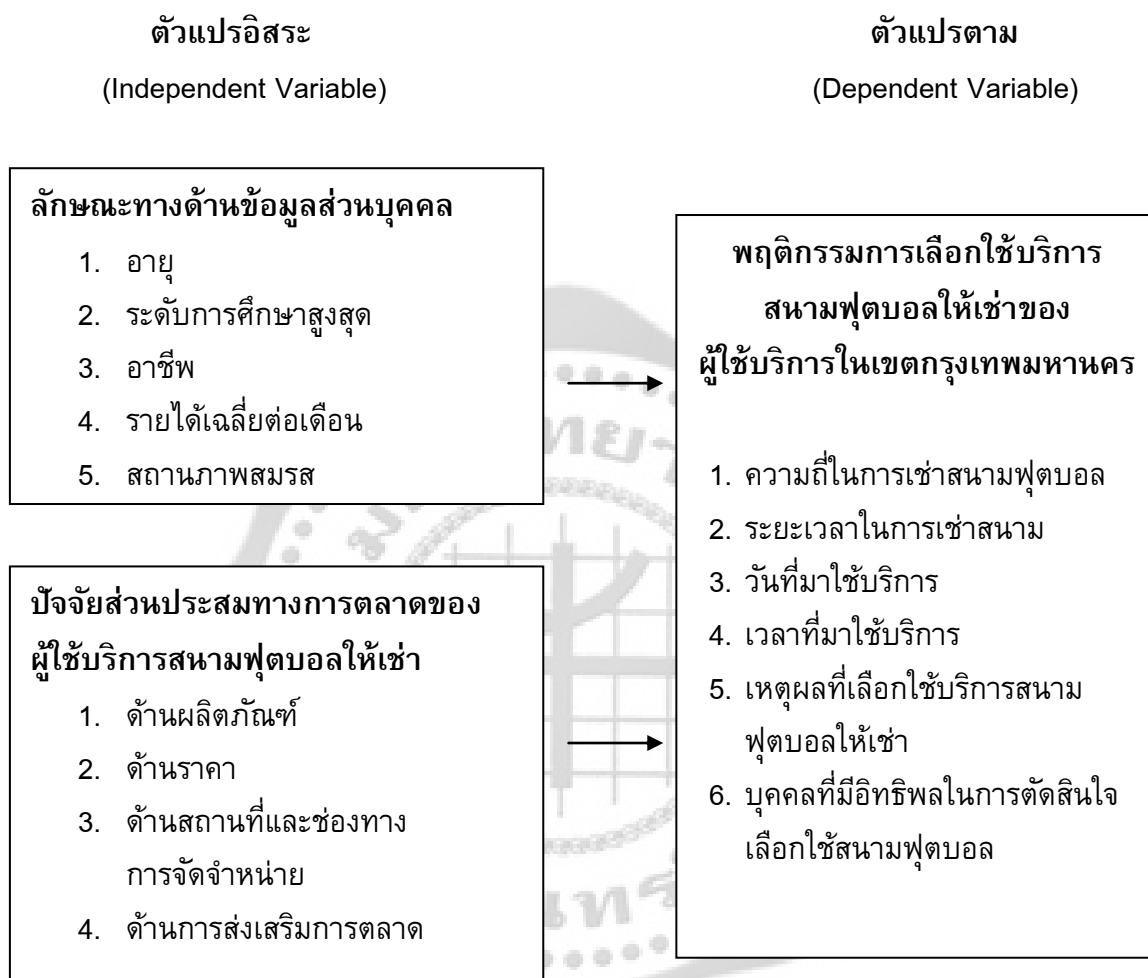 ตัวแปรอิสระ
(Independent Variable)
ลักษณะทางด้านข้อมูลส่วนบุคคล
1. อายุ
2. ระดับการศึกษาสูงสุด
3. อาชีพ
4. รายได้เฉลี่ยต่อเดือน
5. สถานภาพสมรส
ปัจจัยส่วนประสมทางการตลาดของ
ผู้ใช้บริการสนามฟุตบอลให้เช่า
1. ด้านผลิตภัณฑ์
2. ด้านราคา
3. ด้านสถานที่และช่องทาง
การจัดจำหน่าย
4. ด้านการส่งเสริมการตลาด
ตัวแปรตาม
(Dependent Variable)
พฤติกรรมการเลือกใช้บริการ
สนามฟุตบอลให้เช่าของ
ผู้ใช้บริการในเขตกรุงเทพมหานคร
1. ความถี่ในการเช่าสนามฟุตบอล
2. ระยะเวลาในการเช่าสนาม
3. วันที่มาใช้บริการ
4. เวลาที่มาใช้บริการ
5. เหตุผลที่เลือกใช้บริการสนาม
ฟุตบอลให้เช่า
6. บุคคลที่มีอิทธิพลในการตัดสินใจ
เลือกใช้สนามฟุตบอล